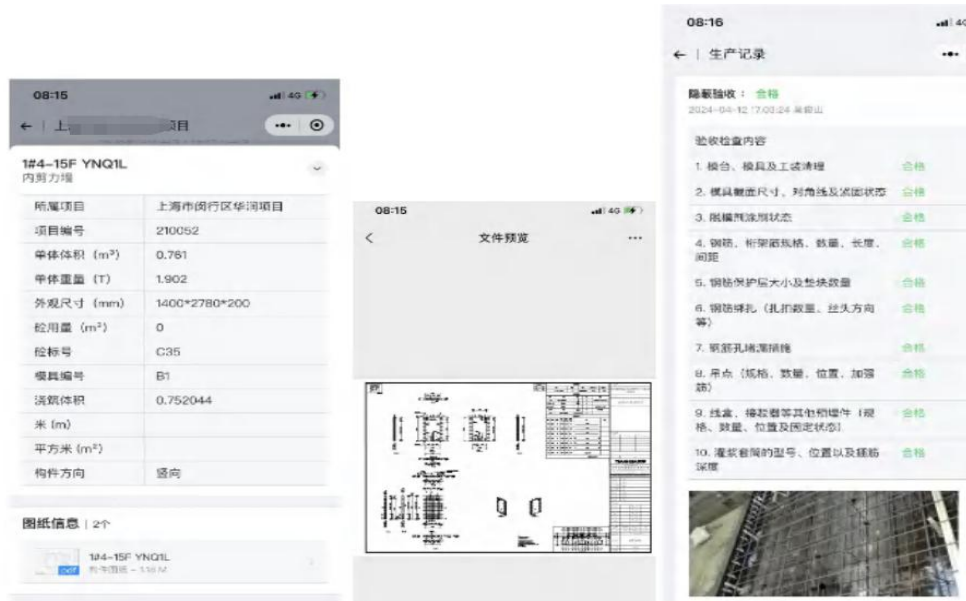 08:15
4G
上 项目
1#4-15F YNQ1L
内剪力墙
所属项目 上海市闵行区华润项目
项目编号 210052
单体体积 (m³) 0.761
单体重量 (T) 1.902
外观尺寸 (mm) 1400*2780*200
砼用量 (m³) 0
砼标号 C35
模具编号 B1
浇筑体积 0.752044
米 (m)
平方米 (m²)
构件方向 竖向
图纸信息 | 2个
1#4-15F YNQ1L
pdf
构件图纸 -
08:15
4G
文件预览
08:16
4G
生产记录
隐蔽验收： 合格
2024-04-12 17:03:24
验收检查内容
1. 模台、模具及工装清理 合格
2. 模具截面尺寸、对角线及紧固状态 合格
3. 脱模剂涂刷状态 合格
4. 钢筋、桁架筋规格、数量、长度、 合格
间距
5. 钢筋保护层大小及垫块数量 合格
6. 钢筋绑扎（扎扣数量、丝头方向 合格
等）
7. 钢筋孔堵漏措施 合格
8. 吊点（规格、数量、位置、加强 合格
筋）
9. 线盒、接驳器等其他预埋件（规 合格
格、数量、位置及固定状态）
10. 灌浆套筒的型号、位置以及插筋 合格
深度